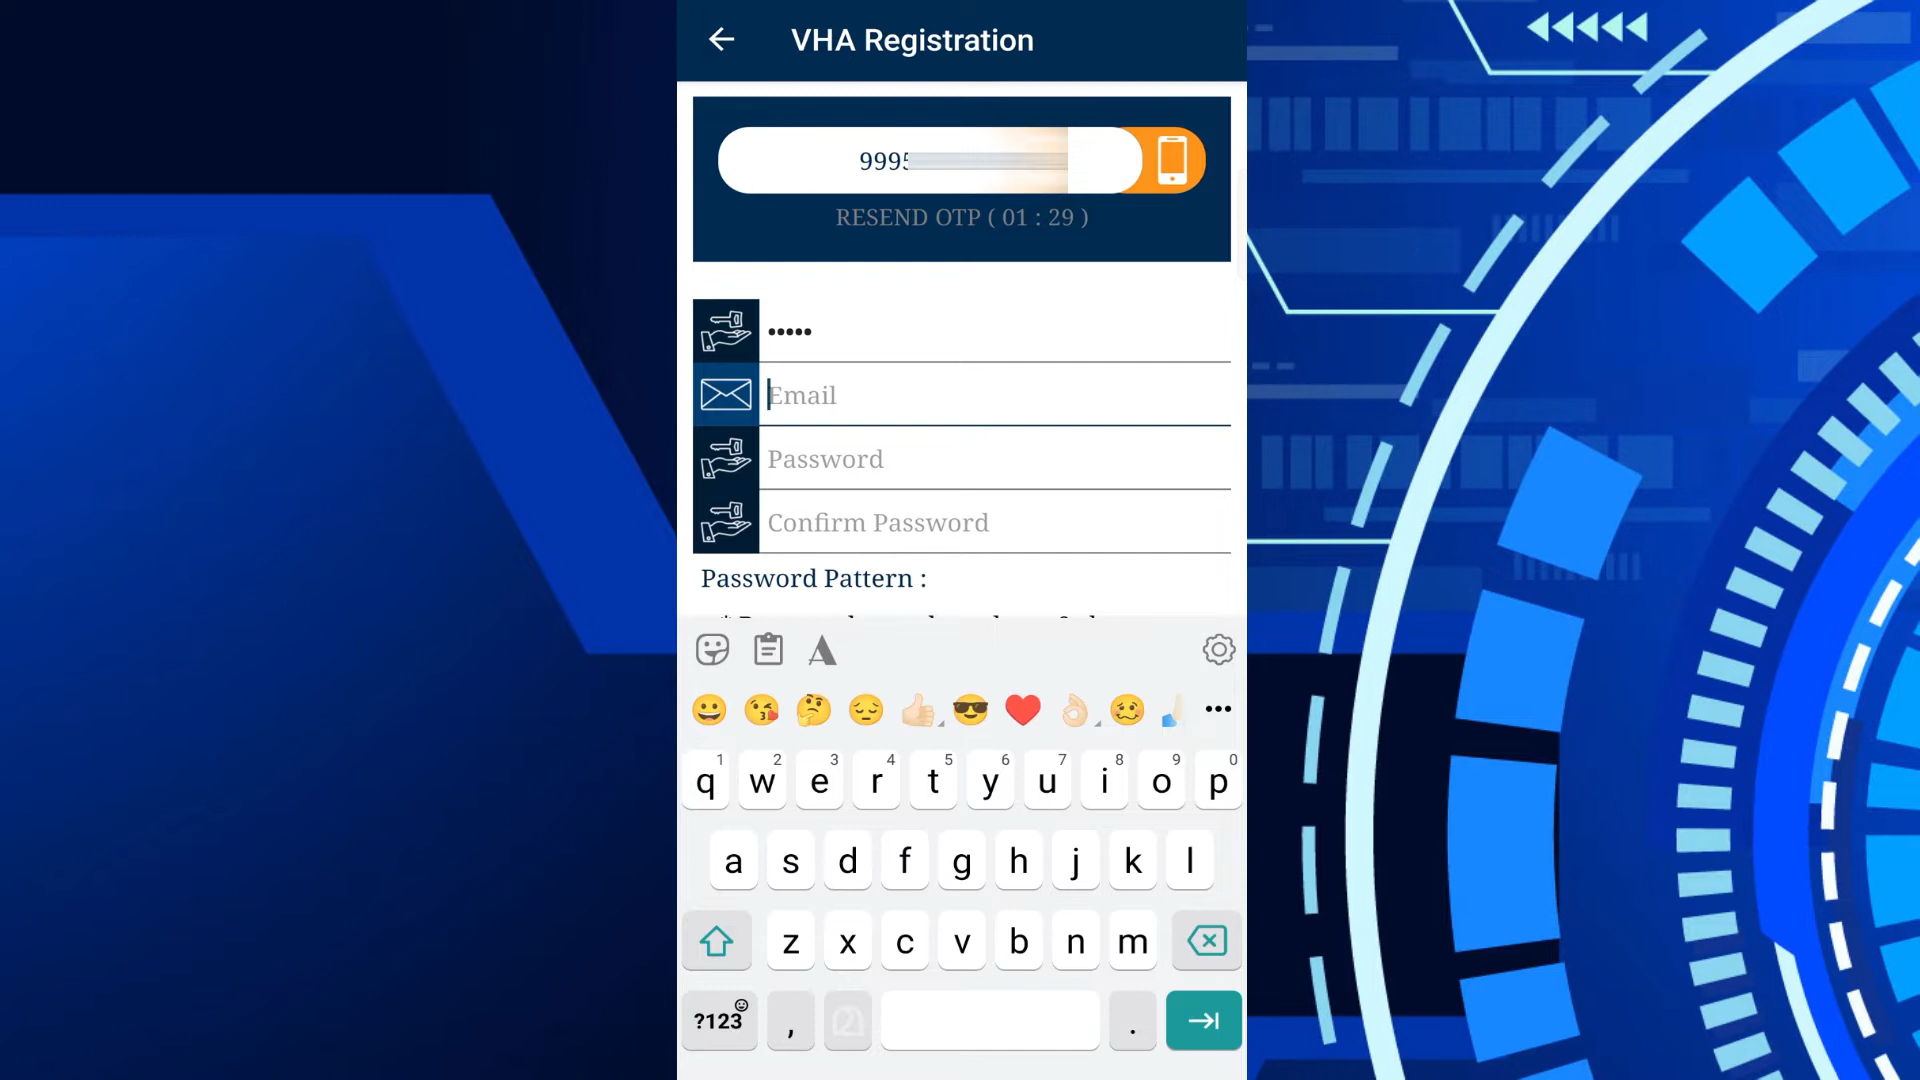 VHA Registration
9995
RESEND OTP ( 01 : 29 )
•••••
Email
Password
Confirm Password
Password Pattern :
1 2 3 4 5 6 7 8 9 0
q w e r t y u i o p
a s d f g h j k l
z x c v b n m
?123 , .